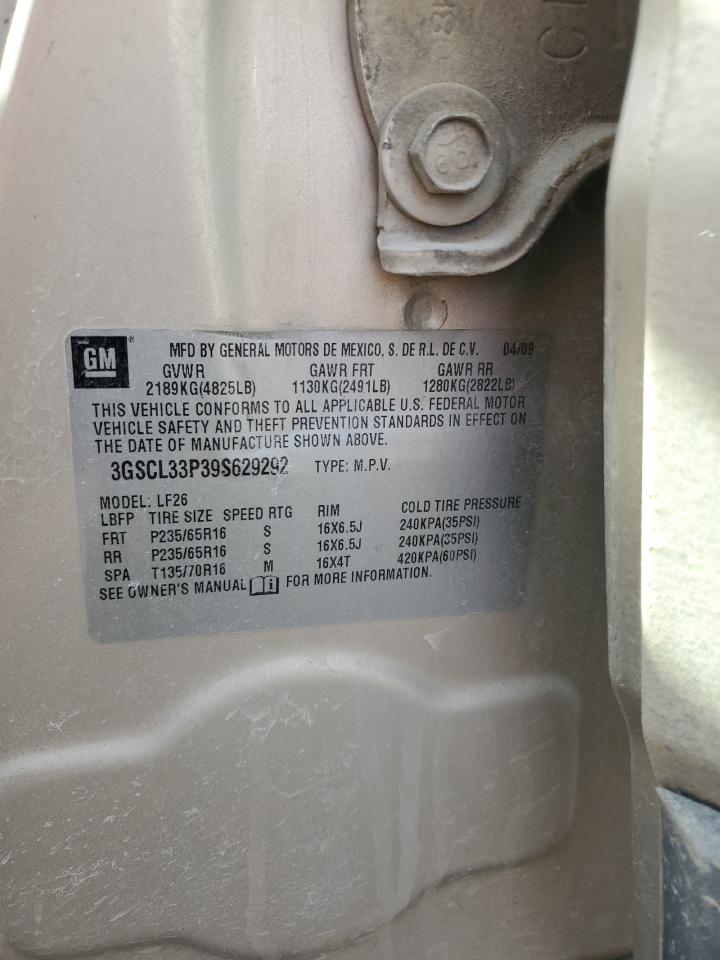 GM
MFD BY GENERAL MOTORS DE MEXICO, S. DE R.L. DE C.V. 04/09
GVWR GAWR FRT GAWR RR
2189KG(4825LB) 1130KG(2491LB) 1280KG(2822LB)
THIS VEHICLE CONFORMS TO ALL APPLICABLE U.S. FEDERAL MOTOR
VEHICLE SAFETY AND THEFT PREVENTION STANDARDS IN EFFECT ON
THE DATE OF MANUFACTURE SHOWN ABOVE.
3GSCL33P39S629292 TYPE: M.P.V.
MODEL: LF26
LBFP TIRE SIZE SPEED RTG RIM COLD TIRE PRESSURE
FRT P235/65R16 S 16X6.5J 240KPA(35PSI)
RR P235/65R16 S 16X6.5J 240KPA(35PSI)
SPA T135/70R16 M 16X4T 420KPA(60PSI)
SEE OWNER'S MANUAL FOR MORE INFORMATION.